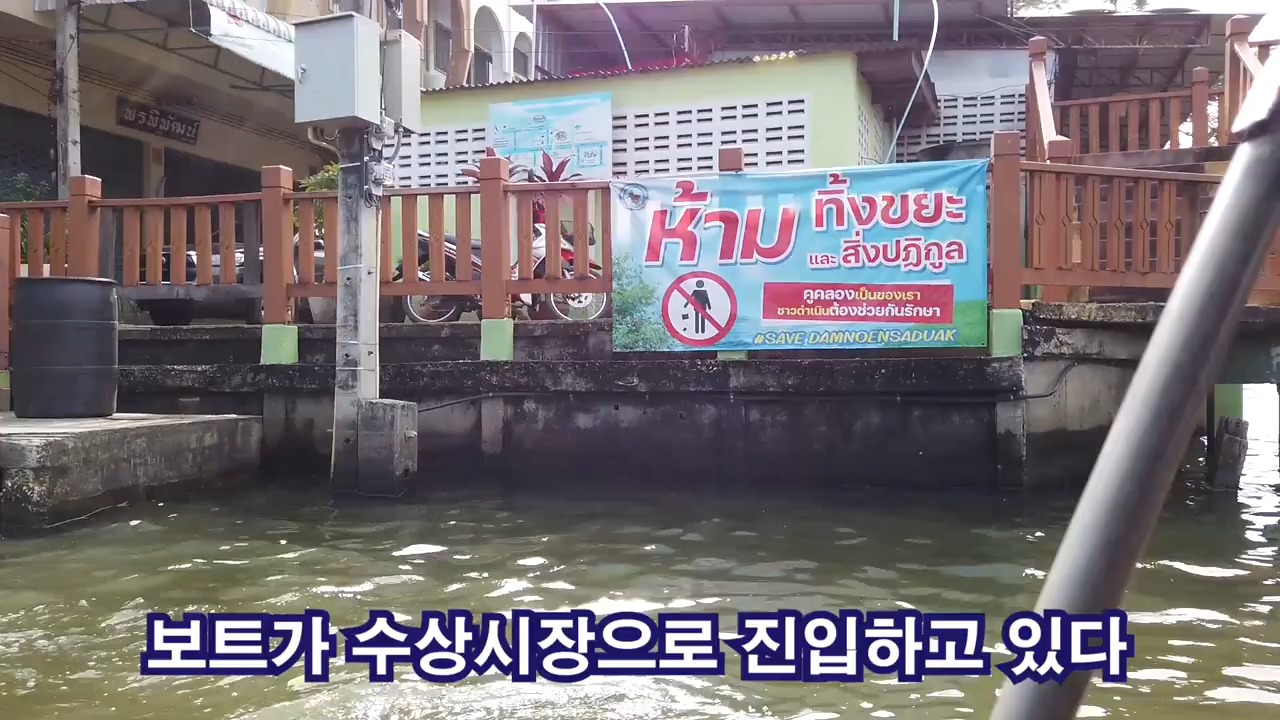 พรพิพัฒน์
ห้าม ทิ้งขยะ
และ สิ่งปฏิกูล
คูคลองเป็นของเรา
ชาวดำเนินต้องช่วยกันรักษา
#SAVE DAMNOENSADUAK
보트가 수상시장으로 진입하고 있다